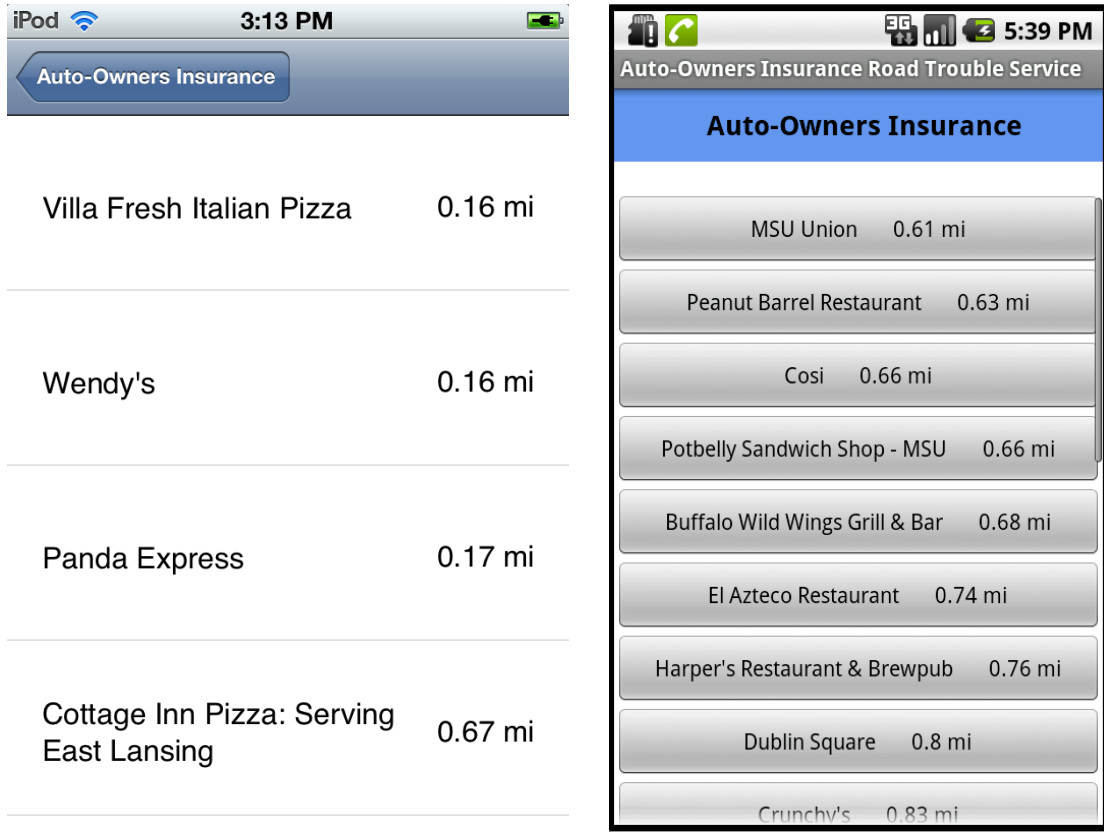 iPod 3:13 PM
Auto-Owners Insurance
Villa Fresh Italian Pizza 0.16 mi
Wendy's 0.16 mi
Panda Express 0.17 mi
Cottage Inn Pizza: Serving
East Lansing 0.67 mi
3G 5:39 PM
Auto-Owners Insurance Road Trouble Service
Auto-Owners Insurance
MSU Union 0.61 mi
Peanut Barrel Restaurant 0.63 mi
Cosi 0.66 mi
Potbelly Sandwich Shop - MSU 0.66 mi
Buffalo Wild Wings Grill & Bar 0.68 mi
El Azteco Restaurant 0.74 mi
Harper's Restaurant & Brewpub 0.76 mi
Dublin Square 0.8 mi
Crunchy's 0.83 mi